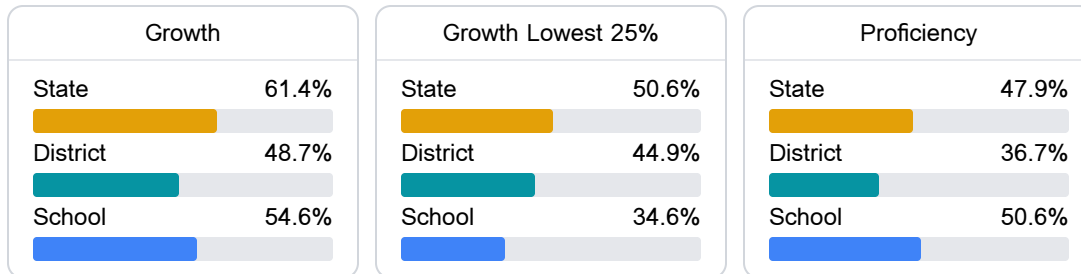 Growth
State 61.4%
District 48.7%
School 54.6%
Growth Lowest 25%
State 50.6%
District 44.9%
School 34.6%
Proficiency
State 47.9%
District 36.7%
School 50.6%